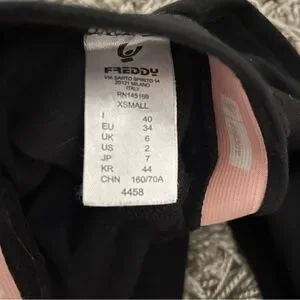 FREDDY
VIA SANTO SPIRITO 14
20121 MILANO
ITALY
RN145159
XSMALL
I 40
EU 34
UK 6
US 2
JP 7
KR 44
CHN 160/70A
4458